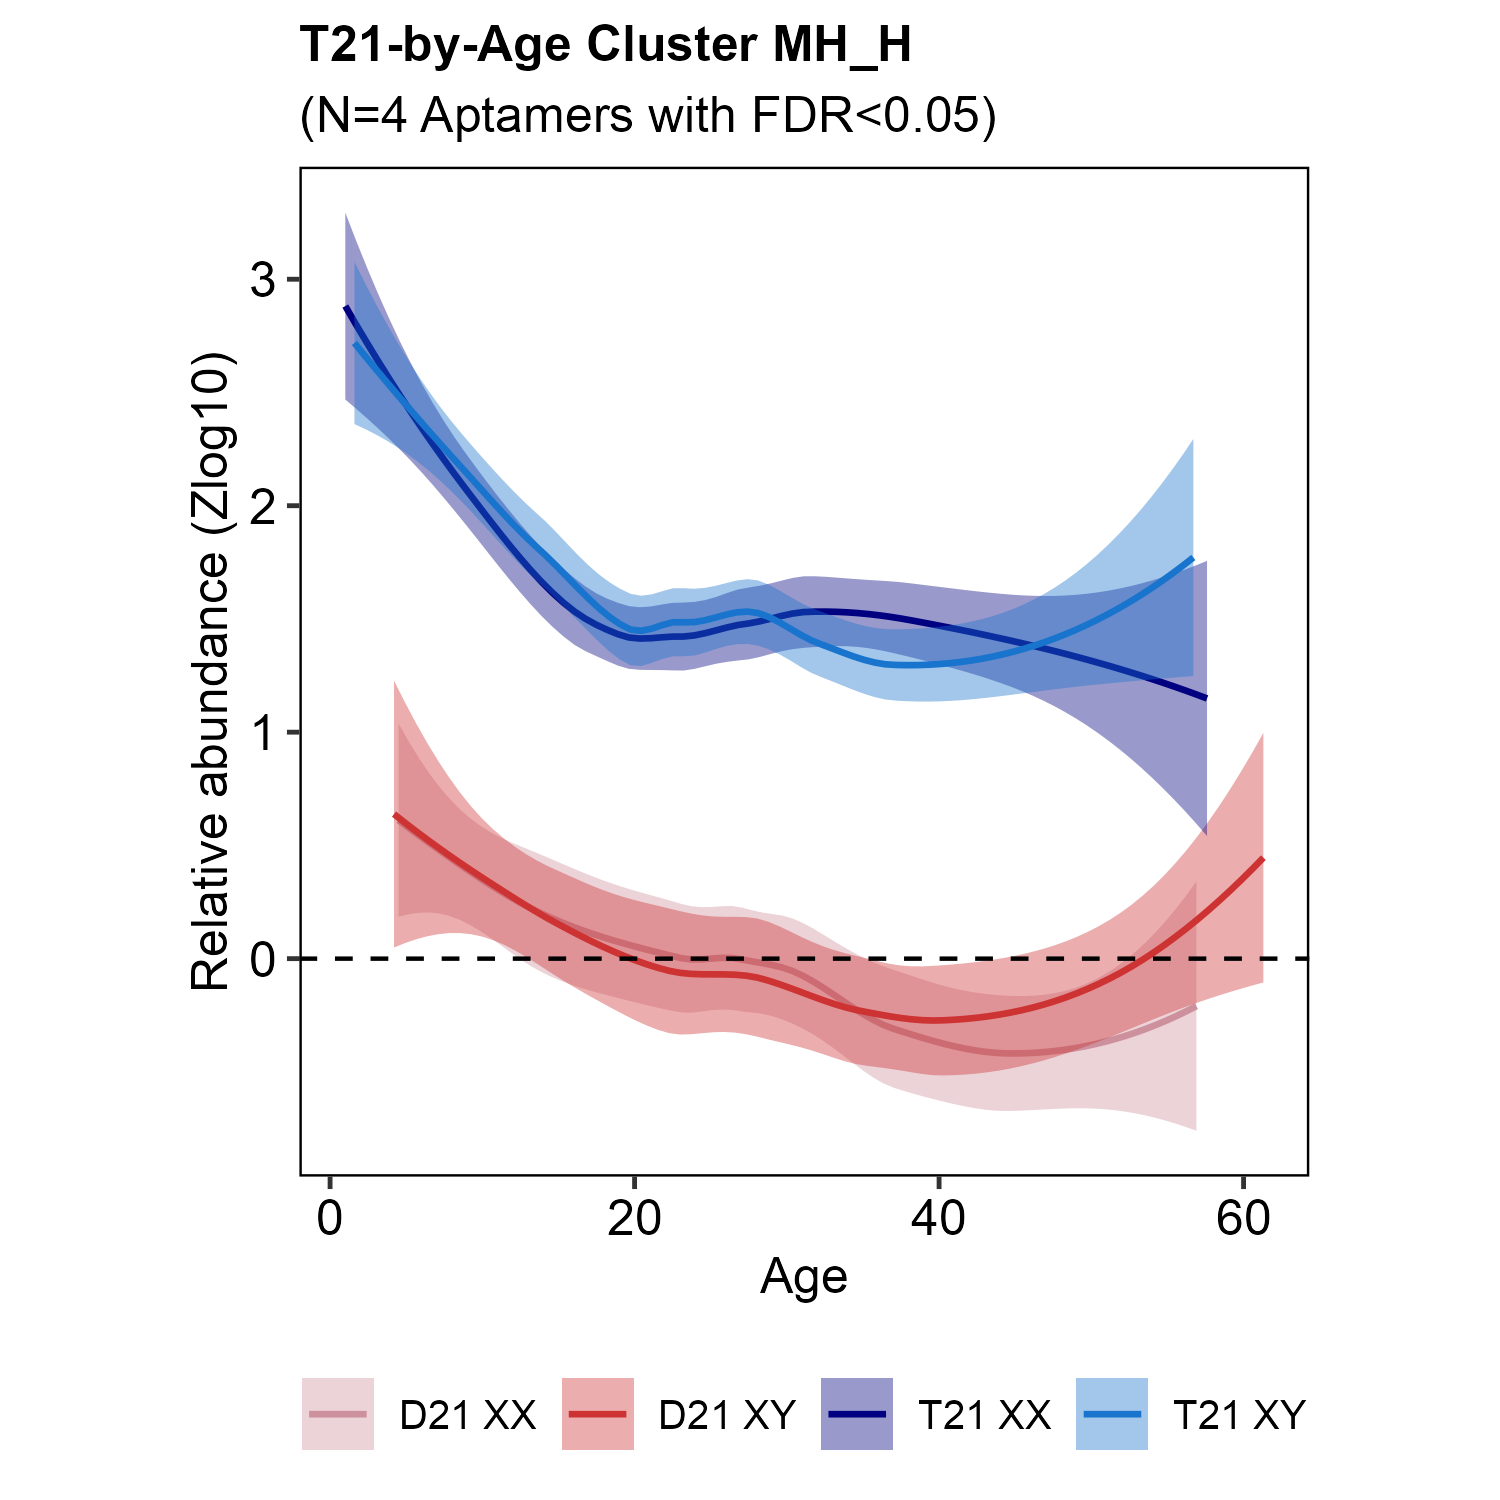 T21-by-Age Cluster MH_H
(N=4 Aptamers with FDR<0.05)
Relative abundance (Zlog10)
3
2
1
0
0 20 40 60
Age
D21 XX D21 XY T21 XX T21 XY